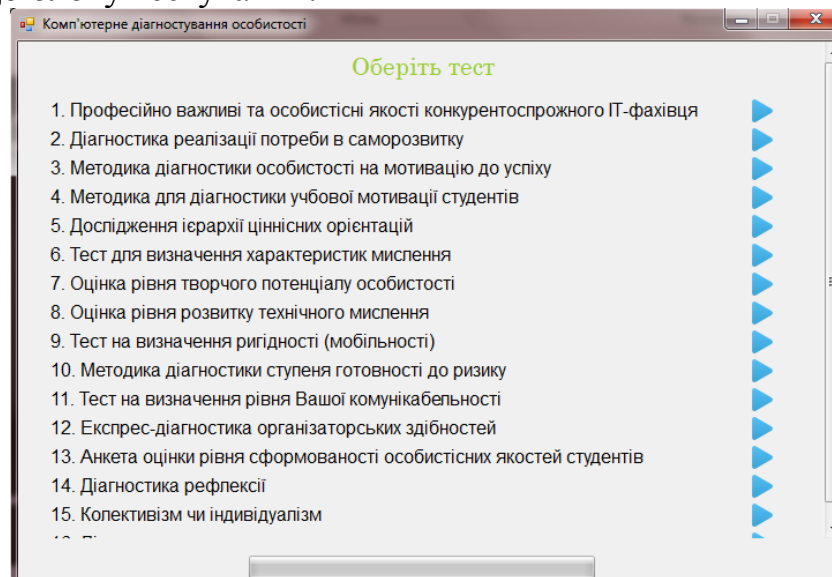 Комп'ютерне діагностування особистості
Оберіть тест
1. Професійно важливі та особистісні якості конкурентоспрожного ІТ-фахівця
2. Діагностика реалізації потреби в саморозвитку
3. Методика діагностики особистості на мотивацію до успіху
4. Методика для діагностики учбової мотивації студентів
5. Дослідження ієрархії ціннісних орієнтацій
6. Тест для визначення характеристик мислення
7. Оцінка рівня творчого потенціалу особистості
8. Оцінка рівня розвитку технічного мислення
9. Тест на визначення ригідності (мобільності)
10. Методика діагностики ступеня готовності до ризику
11. Тест на визначення рівня Вашої комунікабельності
12. Експрес-діагностика організаторських здібностей
13. Анкета оцінки рівня сформованості особистісних якостей студентів
14. Діагностика рефлексії
15. Колективізм чи індивідуалізм